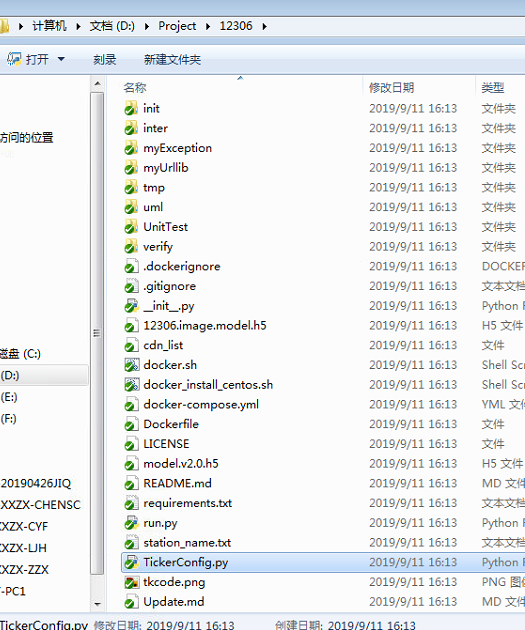 计算机 文档 (D:) Project 12306
打开 刻录 新建文件夹
名称 修改日期 类型
init 2019/9/11 16:13 文件夹
inter 2019/9/11 16:13 文件夹
访问的位置
myException 2019/9/11 16:13 文件夹
myUrllib 2019/9/11 16:13 文件夹
tmp 2019/9/11 16:13 文件夹
uml 2019/9/11 16:13 文件夹
UnitTest 2019/9/11 16:13 文件夹
verify 2019/9/11 16:13 文件夹
.dockerignore 2019/9/11 16:13 DOCKER
.gitignore 2019/9/11 16:13 文本文档
__init__.py 2019/9/11 16:13 Python F
12306.image.model.h5 2019/9/11 16:13 H5 文件
cdn_list 2019/9/11 16:13 文件
磁盘 (C:)
docker.sh 2019/9/11 16:13 Shell Scr
(D:)
docker_install_centos.sh 2019/9/11 16:13 Shell Scr
(E:)
docker-compose.yml 2019/9/11 16:13 YML 文件
(F:)
Dockerfile 2019/9/11 16:13 文件
LICENSE 2019/9/11 16:13 文件
model.v2.0.h5 2019/9/11 16:13 H5 文件
20190426JIQ
README.md 2019/9/11 16:13 MD 文件
XXZX-CHENSC
requirements.txt 2019/9/11 16:13 文本文档
XXZX-CYF
run.py 2019/9/11 16:13 Python F
XXZX-LJH
station_name.txt 2019/9/11 16:13 文本文档
XXZX-ZZX
TickerConfig.py 2019/9/11 16:13 Python F
-PC1
tkcode.png 2019/9/11 16:13 PNG 图像
Update.md 2019/9/11 16:13 MD 文件
TickerConfig.py 修改日期: 2019/9/11 16:13 创建日期: 2019/9/11 16:13